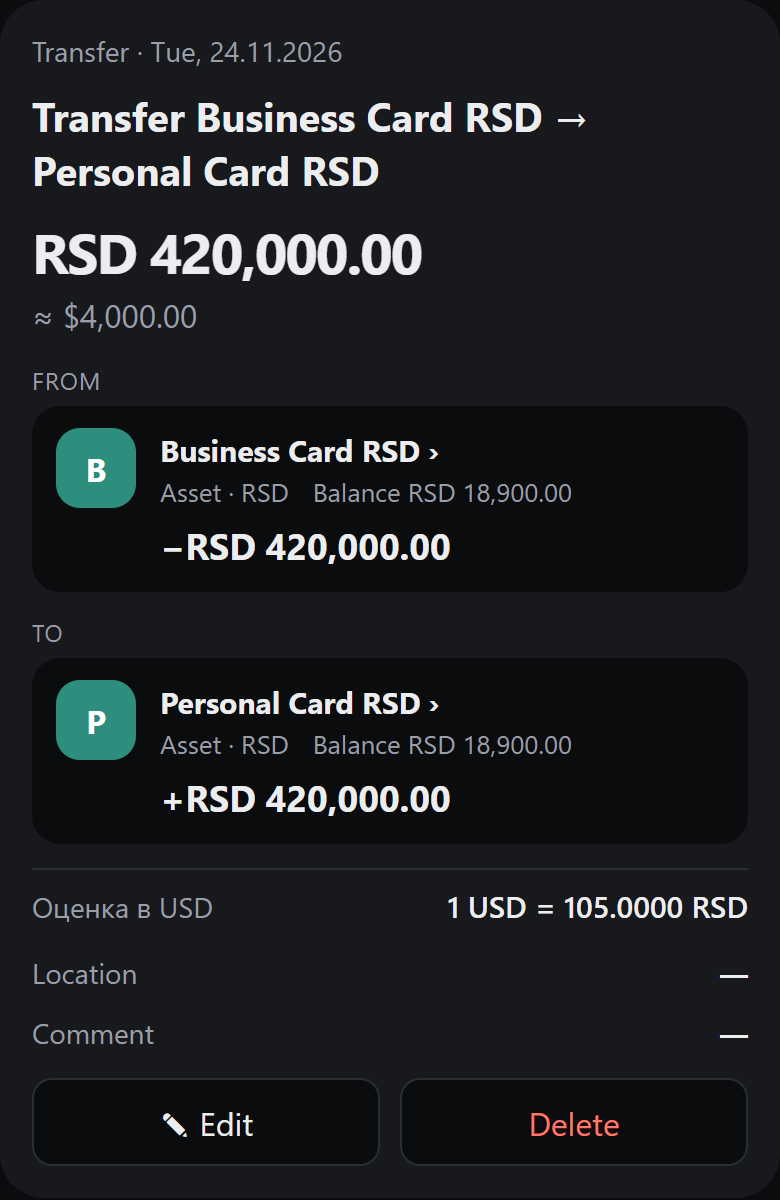 Transfer · Tue, 24.11.2026
Transfer Business Card RSD →
Personal Card RSD
RSD 420,000.00
≈ $4,000.00
FROM
B
Business Card RSD ›
Asset · RSD Balance RSD 18,900.00
−RSD 420,000.00
TO
P
Personal Card RSD ›
Asset · RSD Balance RSD 18,900.00
+RSD 420,000.00
Оценка в USD 1 USD = 105.0000 RSD
Location —
Comment —
✏ Edit Delete